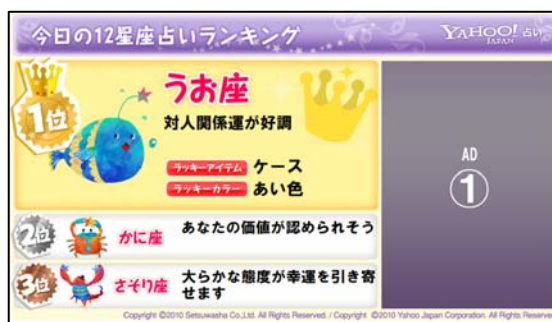 今日の12星座占いランキング
YAHOO! 占い
JAPAN
1位
うお座
対人関係運が好調
ラッキーアイテム ケース
ラッキーカラー あい色
AD
①
2位
かに座
あなたの価値が認められそう
3位
さそり座
大らかな態度が幸運を引き寄
せます
Copyright ©2010 Setsuwasha Co.,Ltd. All Rights Reserved. / Copyright ©2010 Yahoo Japan Corporation. All Rights Reserved.